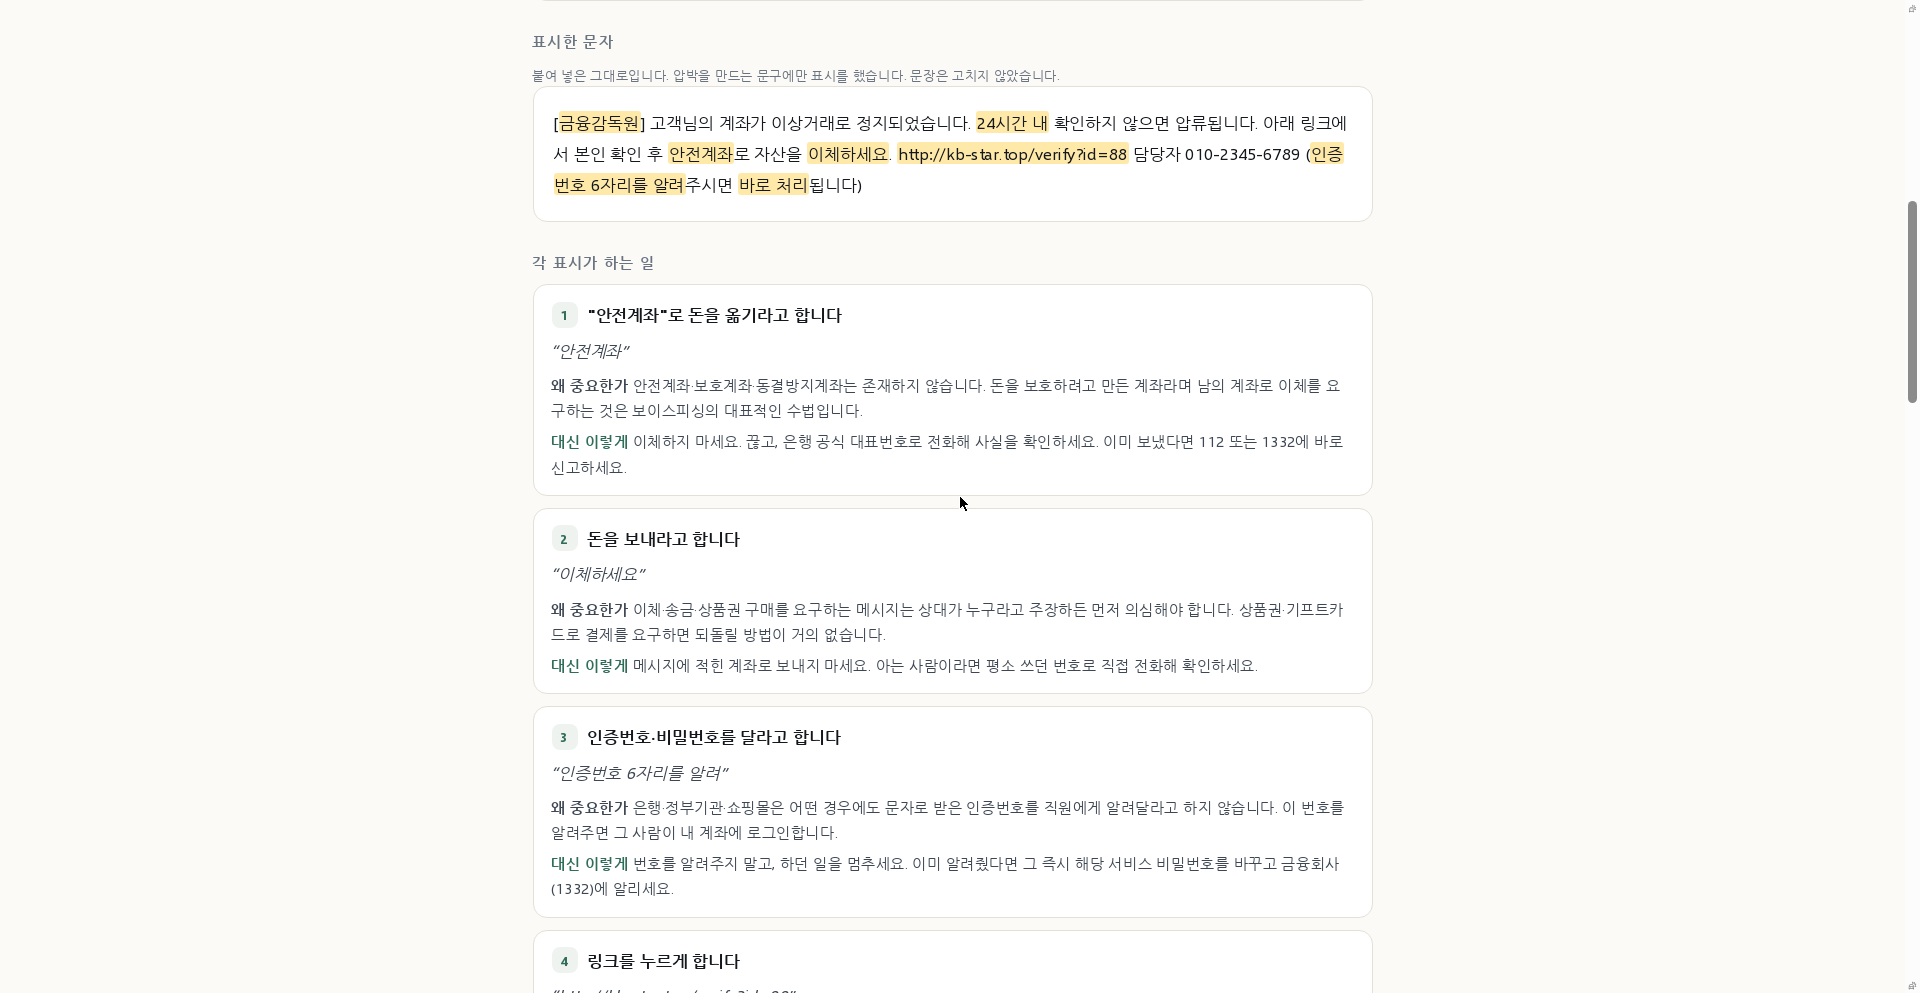 표시한 문자
붙여 넣은 그대로입니다. 압박을 만드는 문구에만 표시를 했습니다. 문장은 고치지 않았습니다.
[금융감독원] 고객님의 계좌가 이상거래로 정지되었습니다. 24시간 내 확인하지 않으면 압류됩니다. 아래 링크에
서 본인 확인 후 안전계좌로 자산을 이체하세요. http://kb-star.top/verify?id=88 담당자 010-2345-6789 (인증
번호 6자리를 알려주시면 바로 처리됩니다)
각 표시가 하는 일
1 "안전계좌"로 돈을 옮기라고 합니다
“안전계좌”
왜 중요한가 안전계좌·보호계좌·동결방지계좌는 존재하지 않습니다. 돈을 보호하려고 만든 계좌라며 남의 계좌로 이체를 요
구하는 것은 보이스피싱의 대표적인 수법입니다.
대신 이렇게 이체하지 마세요. 끊고, 은행 공식 대표번호로 전화해 사실을 확인하세요. 이미 보냈다면 112 또는 1332에 바로
신고하세요.
2 돈을 보내라고 합니다
“이체하세요”
왜 중요한가 이체·송금·상품권 구매를 요구하는 메시지는 상대가 누구라고 주장하든 먼저 의심해야 합니다. 상품권·기프트카
드로 결제를 요구하면 되돌릴 방법이 거의 없습니다.
대신 이렇게 메시지에 적힌 계좌로 보내지 마세요. 아는 사람이라면 평소 쓰던 번호로 직접 전화해 확인하세요.
3 인증번호·비밀번호를 달라고 합니다
“인증번호 6자리를 알려”
왜 중요한가 은행·정부기관·쇼핑몰은 어떤 경우에도 문자로 받은 인증번호를 직원에게 알려달라고 하지 않습니다. 이 번호를
알려주면 그 사람이 내 계좌에 로그인합니다.
대신 이렇게 번호를 알려주지 말고, 하던 일을 멈추세요. 이미 알려줬다면 그 즉시 해당 서비스 비밀번호를 바꾸고 금융회사
(1332)에 알리세요.
4 링크를 누르게 합니다